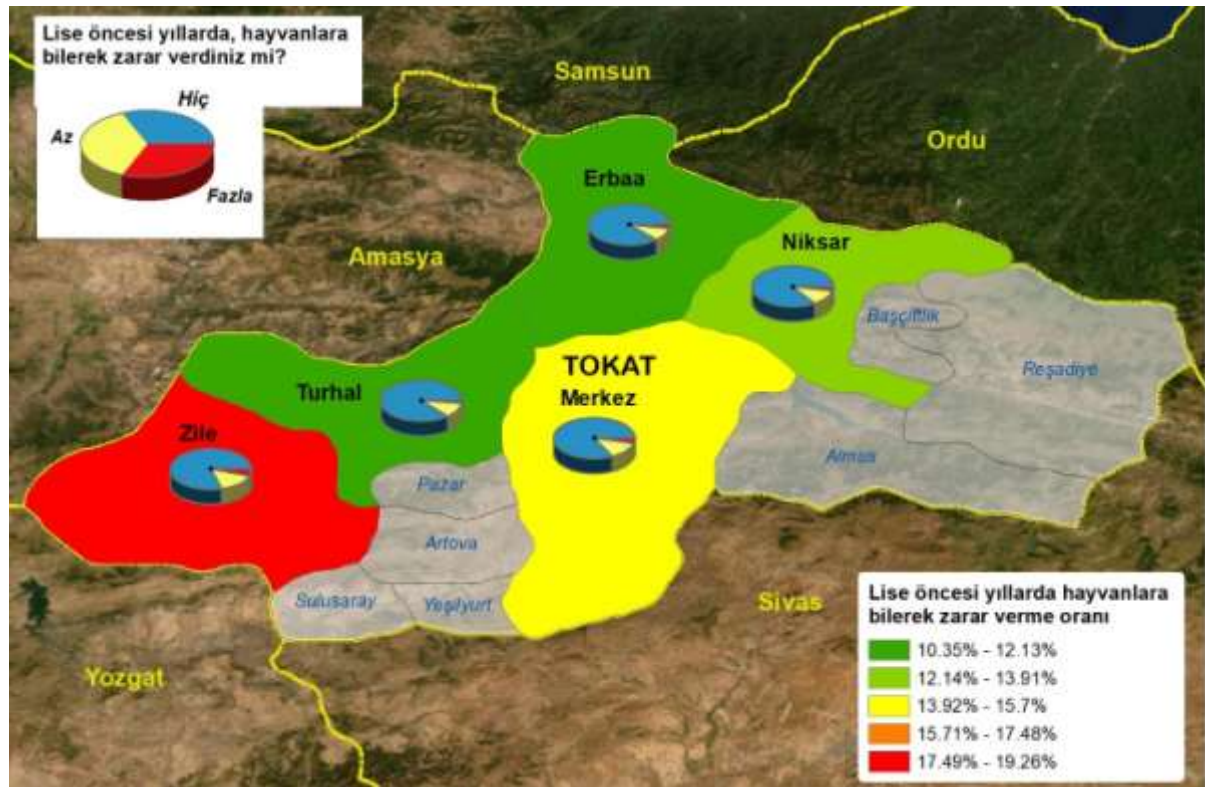 Lise öncesi yıllarda, hayvanlara
bilerek zarar verdiniz mi?
Hiç
Az
Fazla
Samsun
Ordu
Erbaa
Niksar
Amasya
Başçiftlik
Reşadiye
TOKAT
Merkez
Turhal
Zile
Almus
Pazar
Artova
Sulusaray
Yeşilyurt
Sivas
Yozgat
Lise öncesi yıllarda hayvanlara
bilerek zarar verme oranı
10.35% - 12.13%
12.14% - 13.91%
13.92% - 15.7%
15.71% - 17.48%
17.49% - 19.26%